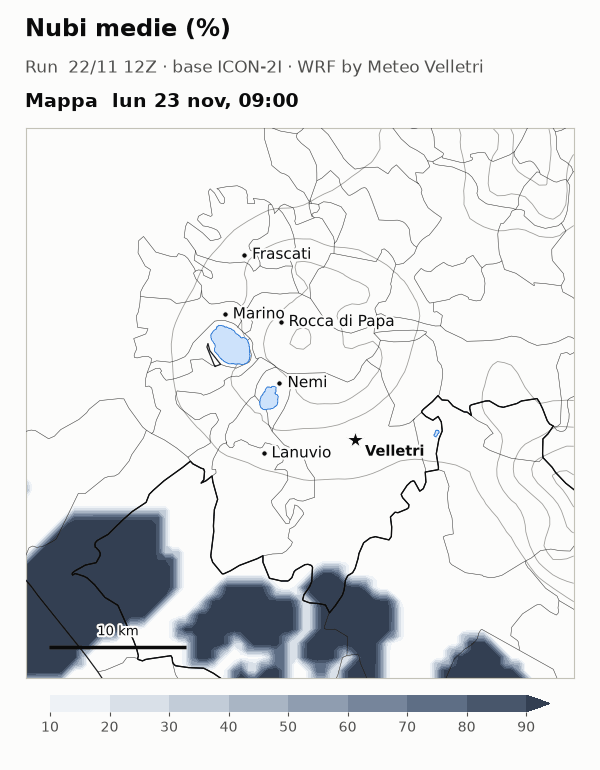 Nubi medie (%)
Run  22/11 12Z · base ICON-2I · WRF by Meteo Velletri
Mappa  lun 23 nov, 09:00
Frascati
Marino
Rocca di Papa
Nemi
Velletri
Lanuvio
10 km
10 20 30 40 50 60 70 80 90